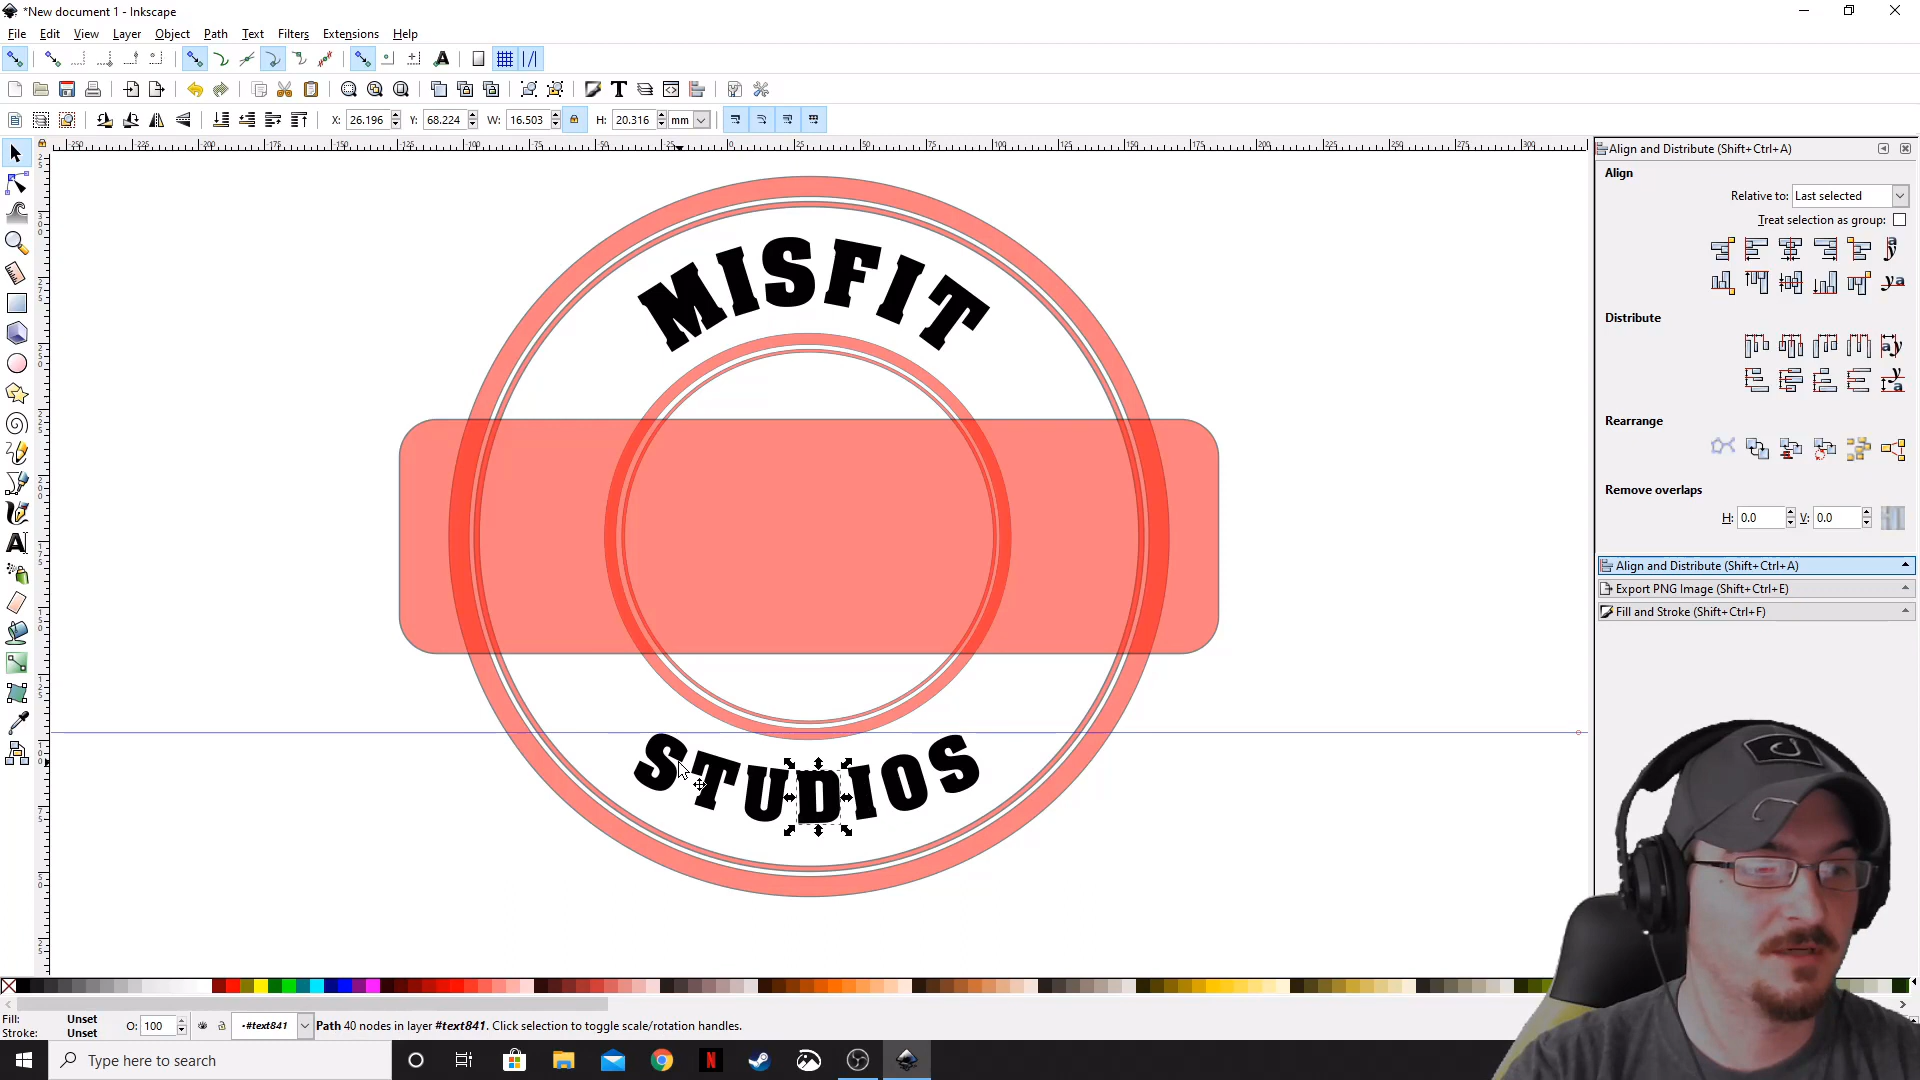 *New document 1 - Inkscape
File Edit View Layer Object Path Text Filters Extensions Help
X: 26.196 Y: 68.224 W: 16.503 H: 20.316 mm
Align and Distribute (Shift+Ctrl+A)
Align
Relative to: Last selected
Treat selection as group:
Distribute
Rearrange
Remove overlaps
H: 0.0 V: 0.0
Align and Distribute (Shift+Ctrl+A)
Export PNG Image (Shift+Ctrl+E)
Fill and Stroke (Shift+Ctrl+F)
MISFIT
STUDIOS
Fill: Unset
Stroke: Unset
O: 100
•#text841
Path 40 nodes in layer #text841. Click selection to toggle scale/rotation handles.
Type here to search